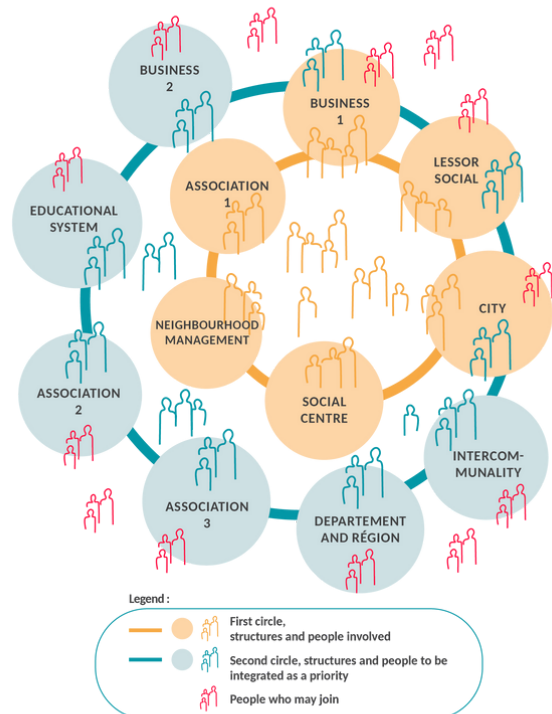 BUSINESS
2
BUSINESS
1
LESSOR
SOCIAL
ASSOCIATION
1
EDUCATIONAL
SYSTEM
CITY
NEIGHBOURHOOD
MANAGEMENT
ASSOCIATION
2
SOCIAL
CENTRE
INTERCOM-
MUNALITY
ASSOCIATION
3
DEPARTEMENT
AND RÉGION
Legend :
First circle,
structures and people involved
Second circle, structures and people to be
integrated as a priority
People who may join